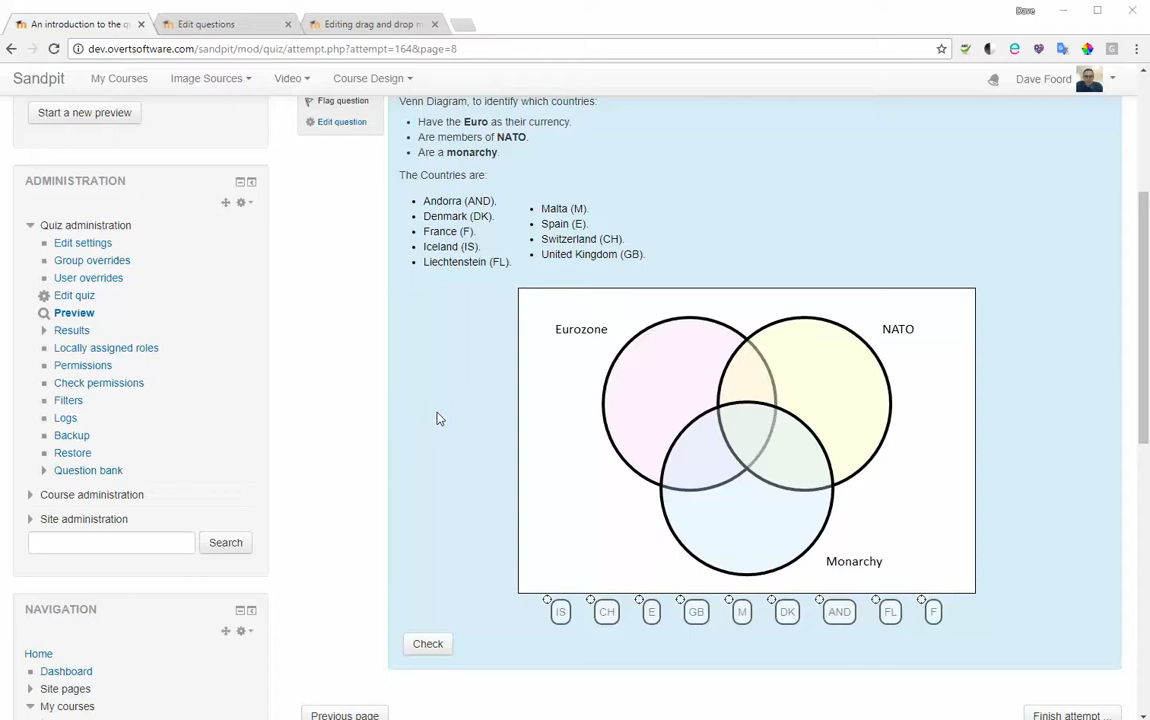 Dave
An introduction to the q
Edit questions
Editing drag and drop m
dev.overtsoftware.com/sandpit/mod/quiz/attempt.php?attempt=164&page=8
Sandpit My Courses Image Sources Video Course Design Dave Foord
Start a new preview
ADMINISTRATION
Quiz administration
Edit settings
Group overrides
User overrides
Edit quiz
Preview
Results
Locally assigned roles
Permissions
Check permissions
Filters
Logs
Backup
Restore
Question bank
Course administration
Site administration
Search
NAVIGATION
Home
Dashboard
Site pages
My courses
Flag question
Edit question
Venn Diagram, to identify which countries:
Have the Euro as their currency.
Are members of NATO.
Are a monarchy.
The Countries are:
Andorra (AND).
Denmark (DK).
France (F).
Iceland (IS).
Liechtenstein (FL).
Malta (M).
Spain (E).
Switzerland (CH).
United Kingdom (GB).
Eurozone
NATO
Monarchy
IS CH E GB M DK AND FL F
Check
Previous page
Finish attempt ...